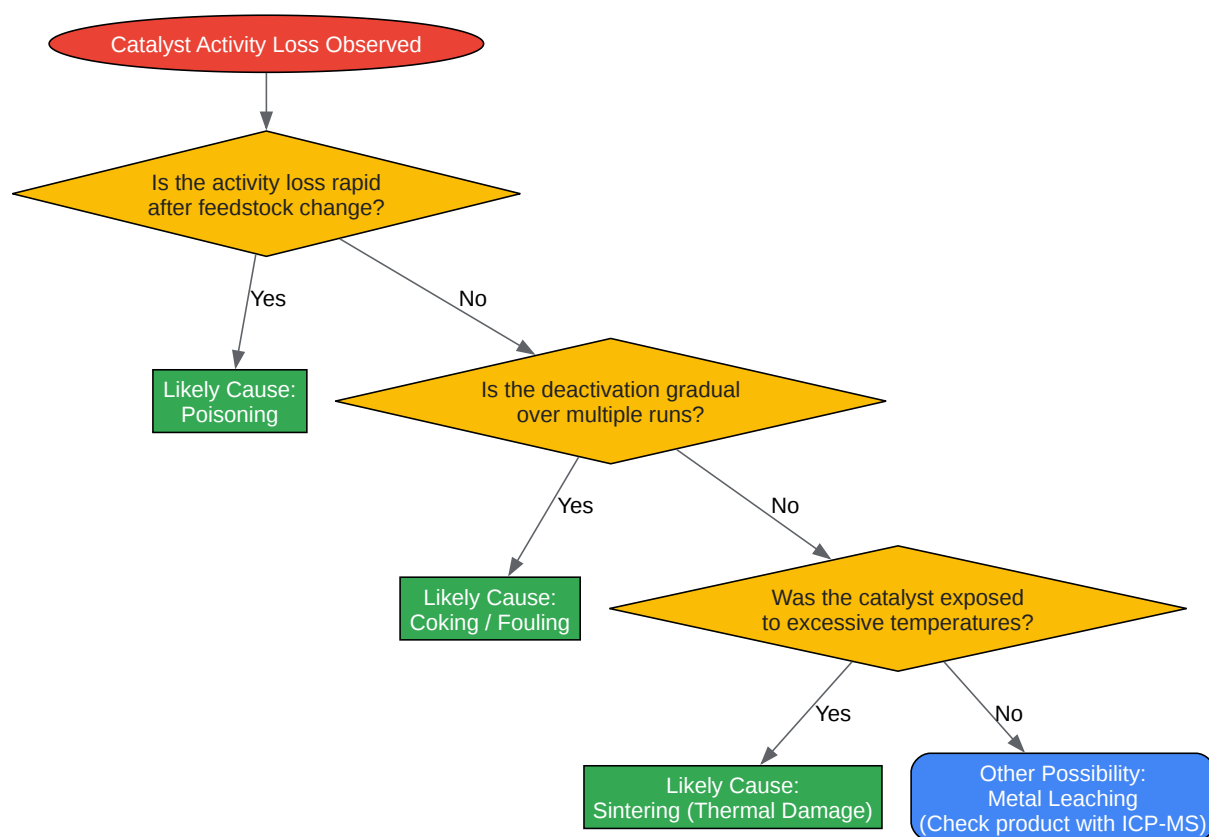 Catalyst Activity Loss Observed
Is the activity loss rapid
after feedstock change?
Yes
No
Likely Cause:
Poisoning
Is the deactivation gradual
over multiple runs?
Yes
No
Likely Cause:
Coking / Fouling
Was the catalyst exposed
to excessive temperatures?
Yes
No
Likely Cause:
Sintering (Thermal Damage)
Other Possibility:
Metal Leaching
(Check product with ICP-MS)